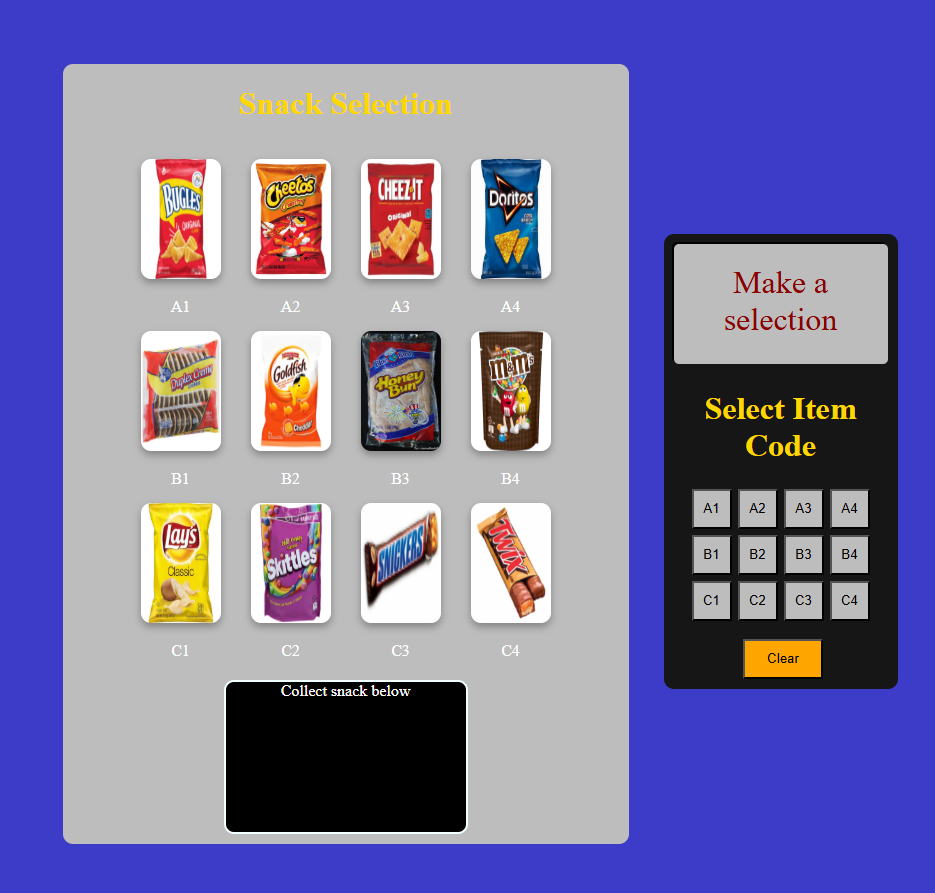 Snack Selection
BUGLES
ORIGINAL
Cheetos
Crunchy
CHEEZ-IT
Original
Doritos
COOL RANCH
A1 A2 A3 A4
Duplex Creme
Goldfish
Cheddar
Honey Bun
m&m's
B1 B2 B3 B4
Lay's
Classic
Skittles
SNICKERS
TWIX
C1 C2 C3 C4
Collect snack below
Make a
selection
Select Item
Code
A1 A2 A3 A4
B1 B2 B3 B4
C1 C2 C3 C4
Clear